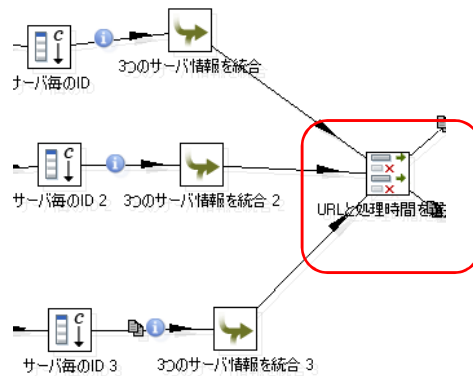 サーバ毎のID
3つのサーバ情報を統合
サーバ毎のID 2
3つのサーバ情報を統合 2
URLと処理時間を
サーバ毎のID 3
3つのサーバ情報を統合 3